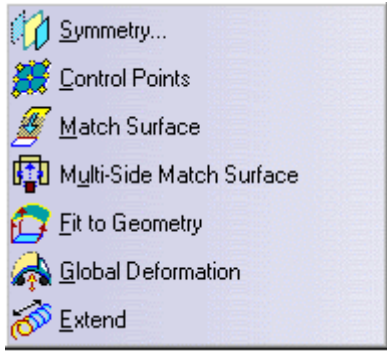 Symmetry...
Control Points
Match Surface
Multi-Side Match Surface
Fit to Geometry
Global Deformation
Extend